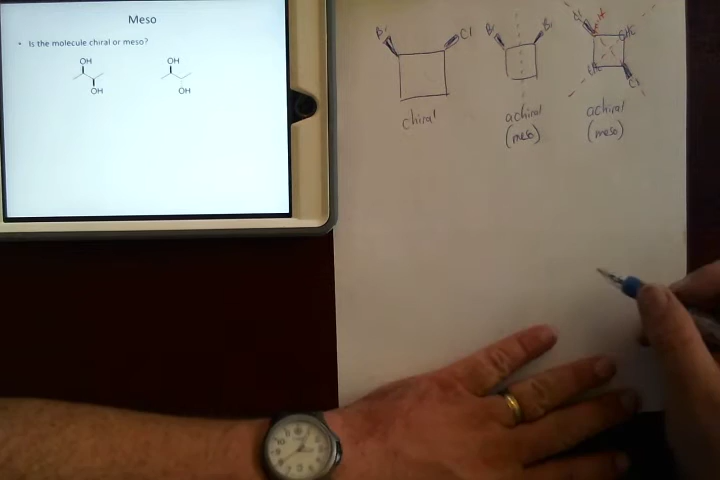 Meso
• Is the molecule chiral or meso?
OH
OH
OH
OH
Br
Cl
Br
Br
Cl
chiral
achiral
(meso)
achiral
(meso)